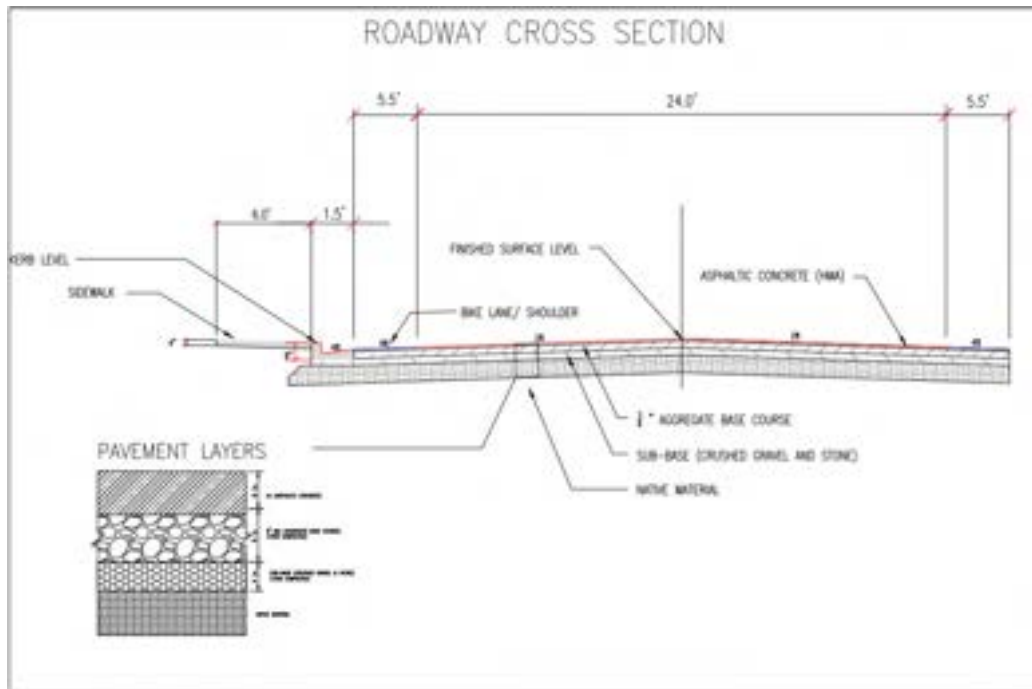 ROADWAY CROSS SECTION
5.5'
24.0'
5.5'
6.0'
1.5'
KERB LEVEL
SIDEWALK
FINISHED SURFACE LEVEL
ASPHALTIC CONCRETE (HMA)
BIKE LANE/ SHOULDER
AGGREGATE BASE COURSE
SUB-BASE (CRUSHED GRAVEL AND STONE)
NATIVE MATERIAL
PAVEMENT LAYERS